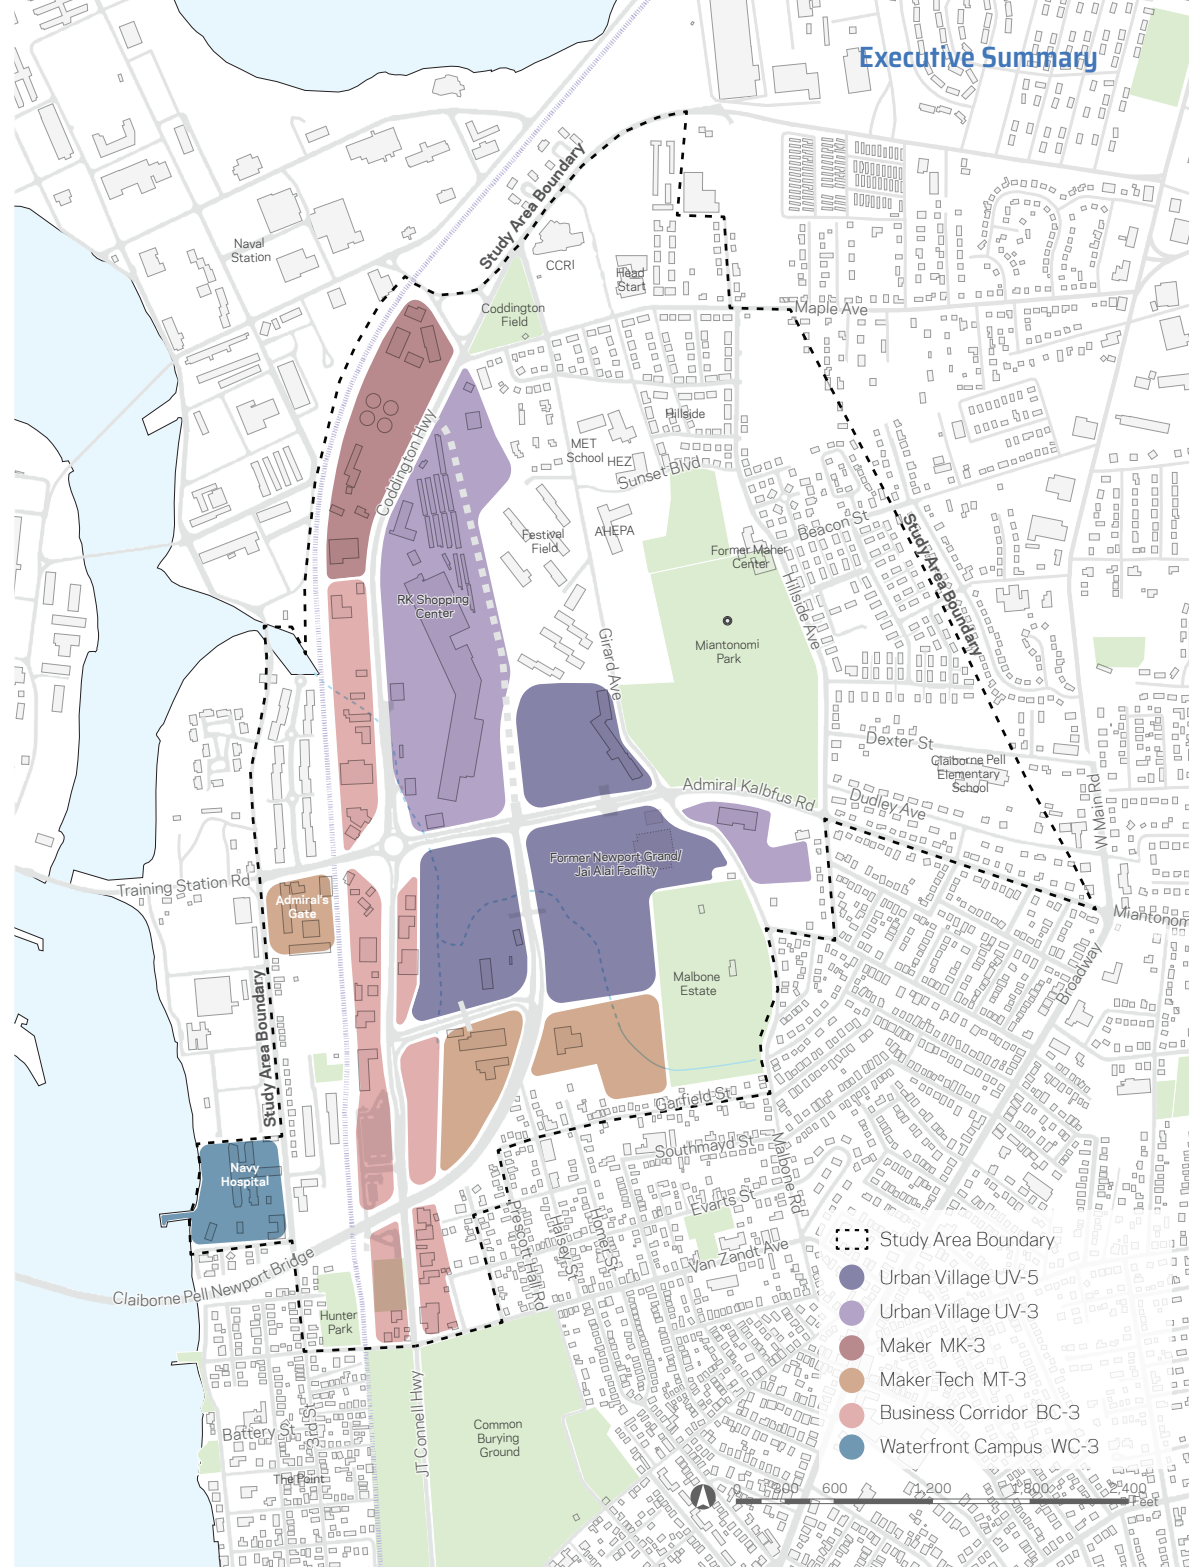 Executive Summary
Study Area Boundary
Naval
Station
CCRI
Head
Start
Coddington
Field
Maple Ave
Coddington Hwy
Hillside
MET
School
HEZ
Sunset Blvd
Festival
Field
AHEPA
Beacon St
Former Maher
Center
Study Area Boundary
Hillside Ave
RK Shopping
Center
Girard Ave
Miantonomi
Park
Dexter St
Claiborne Pell
Elementary
School
Admiral Kalbfus Rd
Dudley Ave
W Main Rd
Former Newport Grand/
Jai Alai Facility
Training Station Rd
Admiral's
Gate
Miantonom
Broadway
Malbone
Estate
Study Area Boundary
Garfield St
Southmayd St
Malbone Rd
Navy
Hospital
Evarts St
Prescott Hall Rd
Van Zandt Ave
Claiborne Pell Newport Bridge
Hunter
Park
JT Connell Hwy
Common
Burying
Ground
Battery St
3rd St
The Point
Study Area Boundary
Urban Village UV-5
Urban Village UV-3
Maker MK-3
Maker Tech MT-3
Business Corridor BC-3
Waterfront Campus WC-3
0 300 600 1,200 1,800 2,400
Feet